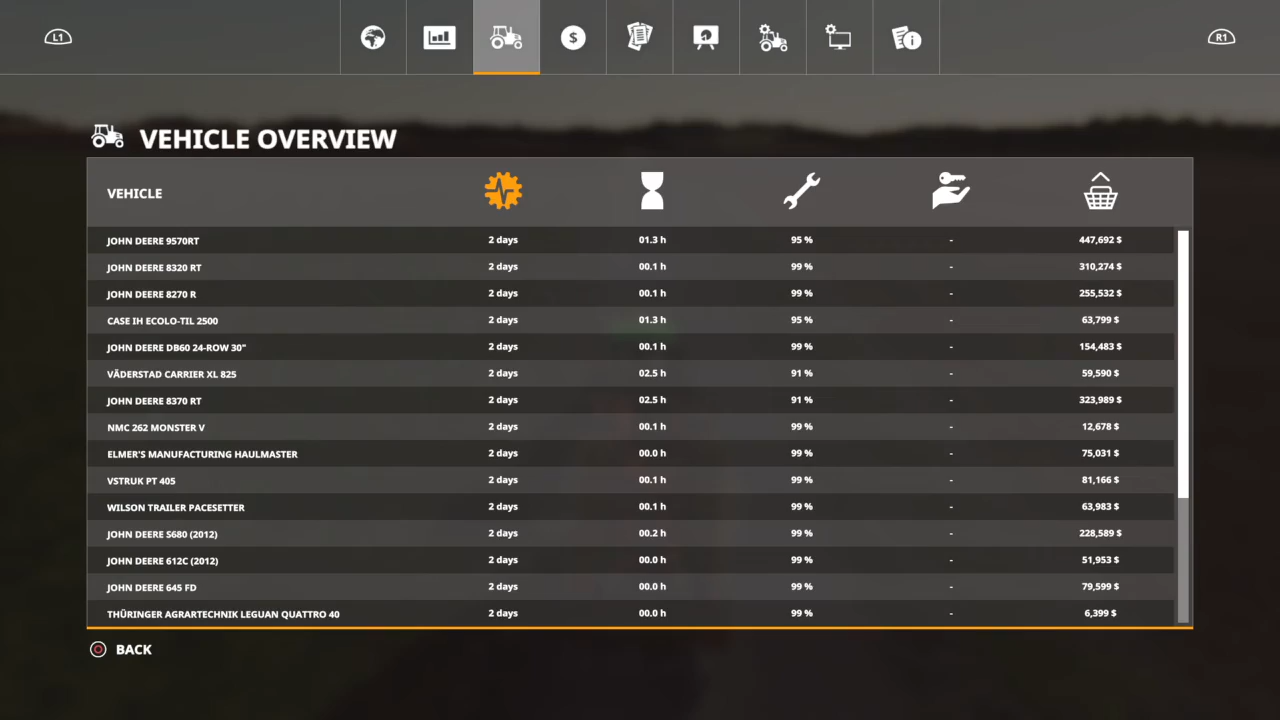 L1
R1
VEHICLE OVERVIEW
VEHICLE
JOHN DEERE 9570RT 2 days 01.3 h 95 % - 447,692 $
JOHN DEERE 8320 RT 2 days 00.1 h 99 % - 310,274 $
JOHN DEERE 8270 R 2 days 00.1 h 99 % - 255,532 $
CASE IH ECOLO-TIL 2500 2 days 01.3 h 95 % - 63,799 $
JOHN DEERE DB60 24-ROW 30" 2 days 00.1 h 99 % - 154,483 $
VÄDERSTAD CARRIER XL 825 2 days 02.5 h 91 % - 59,590 $
JOHN DEERE 8370 RT 2 days 02.5 h 91 % - 323,989 $
NMC 262 MONSTER V 2 days 00.1 h 99 % - 12,678 $
ELMER'S MANUFACTURING HAULMASTER 2 days 00.0 h 99 % - 75,031 $
VSTRUK PT 405 2 days 00.1 h 99 % - 81,166 $
WILSON TRAILER PACESETTER 2 days 00.1 h 99 % - 63,983 $
JOHN DEERE S680 (2012) 2 days 00.2 h 99 % - 228,589 $
JOHN DEERE 612C (2012) 2 days 00.0 h 99 % - 51,953 $
JOHN DEERE 645 FD 2 days 00.0 h 99 % - 79,599 $
THÜRINGER AGRARTECHNIK LEGUAN QUATTRO 40 2 days 00.0 h 99 % - 6,399 $
BACK